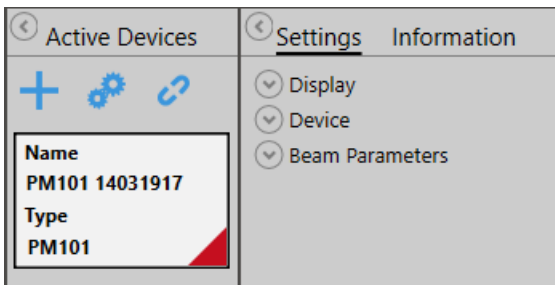 Active Devices
Name
PM101 14031917
Type
PM101
Settings Information
Display
Device
Beam Parameters